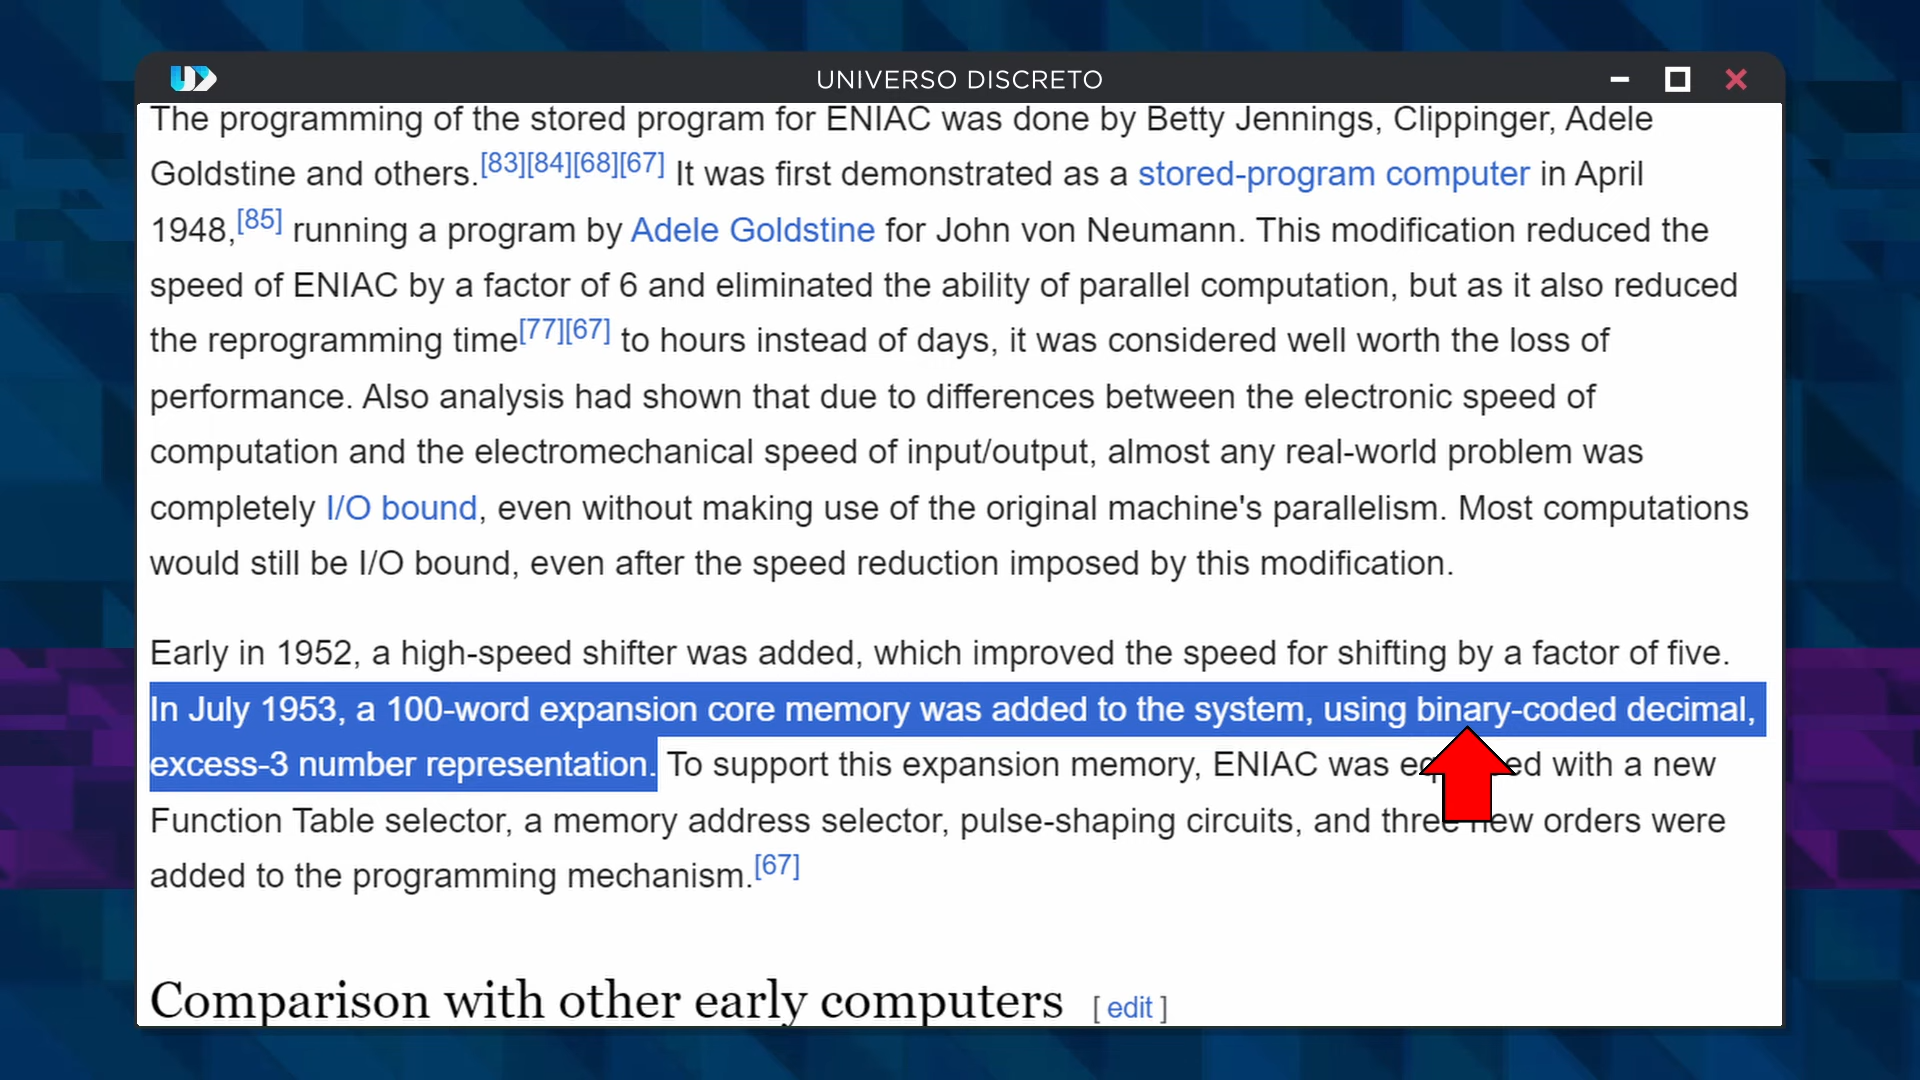 UNIVERSO DISCRETO
The programming of the stored program for ENIAC was done by Betty Jennings, Clippinger, Adele
Goldstine and others.[83][84][68][67] It was first demonstrated as a stored-program computer in April
1948,[85] running a program by Adele Goldstine for John von Neumann. This modification reduced the
speed of ENIAC by a factor of 6 and eliminated the ability of parallel computation, but as it also reduced
the reprogramming time[77][67] to hours instead of days, it was considered well worth the loss of
performance. Also analysis had shown that due to differences between the electronic speed of
computation and the electromechanical speed of input/output, almost any real-world problem was
completely I/O bound, even without making use of the original machine's parallelism. Most computations
would still be I/O bound, even after the speed reduction imposed by this modification.
Early in 1952, a high-speed shifter was added, which improved the speed for shifting by a factor of five.
In July 1953, a 100-word expansion core memory was added to the system, using binary-coded decimal,
excess-3 number representation. To support this expansion memory, ENIAC was with a new
Function Table selector, a memory address selector, pulse-shaping circuits, and three new orders were
added to the programming mechanism.[67]
Comparison with other early computers [ edit ]